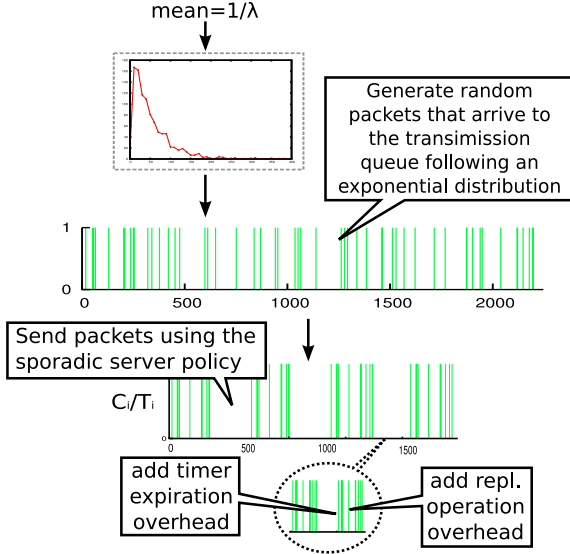 mean=1/λ
Generate random
packets that arrive to
the transimission
queue following an
exponential distribution
1
0
0
500
1000
1500
2000
Send packets using the
sporadic server policy
Ci/Ti
0
0
500
1000
1500
add timer
expiration
overhead
add repl.
operation
overhead